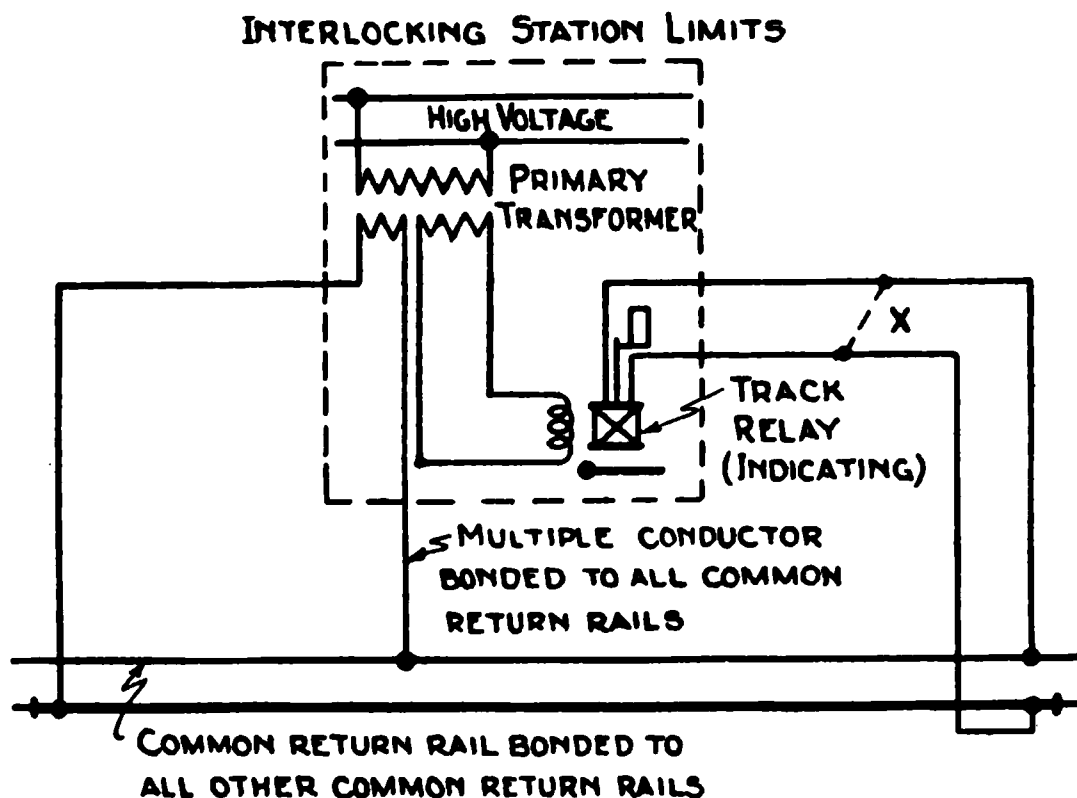 INTERLOCKING STATION LIMITS
HIGH VOLTAGE
PRIMARY
TRANSFORMER
X
TRACK
RELAY
(INDICATING)
MULTIPLE CONDUCTOR
BONDED TO ALL COMMON
RETURN RAILS
COMMON RETURN RAIL BONDED TO
ALL OTHER COMMON RETURN RAILS